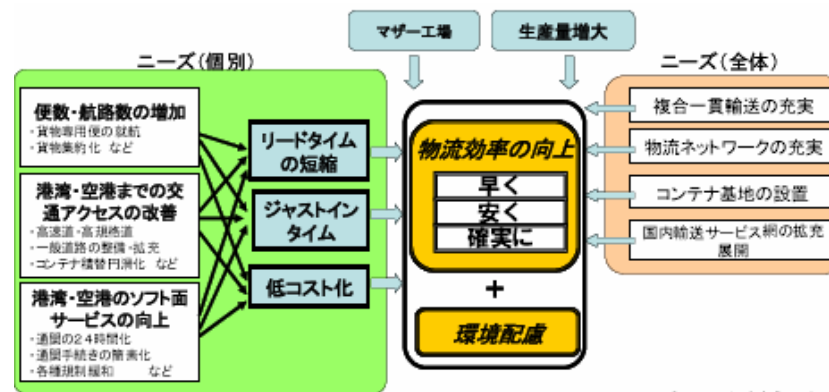 マザー工場
生産量増大
ニーズ(個別)
ニーズ(全体)
便数・航路数の増加
・貨物専用便の就航
・貨物集約化 など
港湾・空港までの交
通アクセスの改善
・高速道・高規格道
・一般道路の整備・拡充
・コンテナ積替円滑化 など
港湾・空港のソフト面
サービスの向上
・通関の24時間化
・通関手続きの簡素化
・各種規制緩和 など
リードタイム
の短縮
ジャストイン
タイム
低コスト化
物流効率の向上
早く
安く
確実に
+
環境配慮
複合一貫輸送の充実
物流ネットワークの充実
コンテナ基地の設置
国内輸送サービス網の拡充
展開